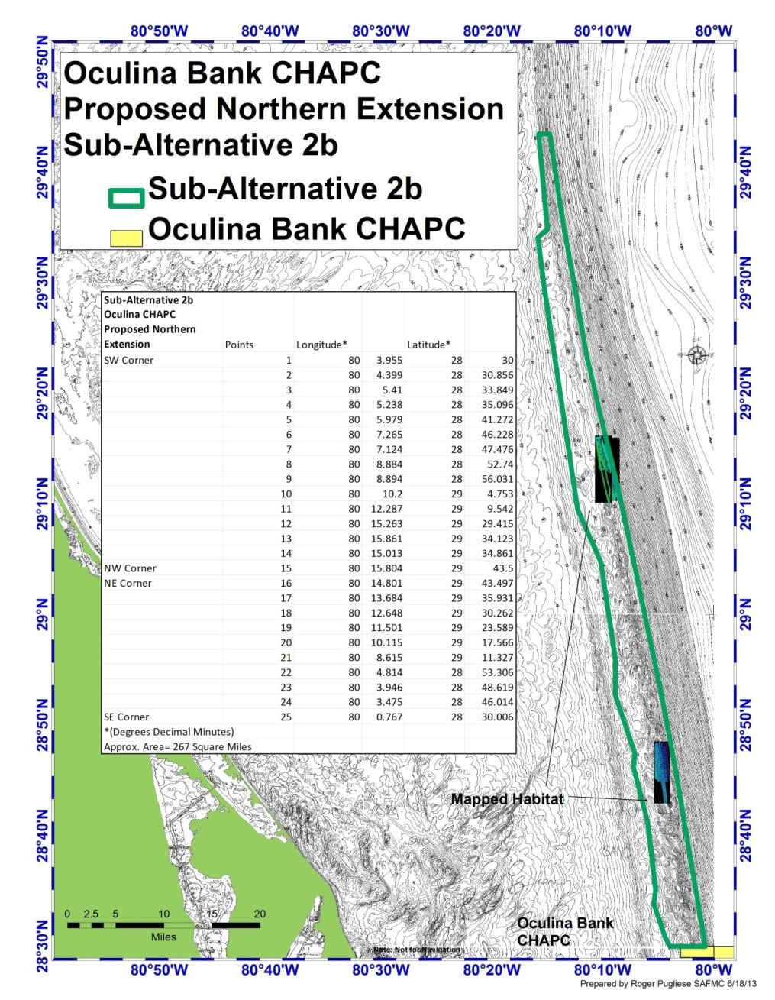 80°50'W 80°40'W 80°30'W 80°20'W 80°10'W 80°W
29°50'N
29°40'N
29°30'N
29°20'N
29°10'N
29°N
28°50'N
28°40'N
28°30'N
Oculina Bank CHAPC
Proposed Northern Extension
Sub-Alternative 2b
Sub-Alternative 2b
Oculina Bank CHAPC
Sub-Alternative 2b
Oculina CHAPC
Proposed Northern
Extension Points Longitude* Latitude*
SW Corner 1 80 3.955 28 30
2 80 4.399 28 30.856
3 80 5.41 28 33.849
4 80 5.238 28 35.096
5 80 5.979 28 41.272
6 80 7.265 28 46.228
7 80 7.124 28 47.476
8 80 8.884 28 52.74
9 80 8.894 28 56.031
10 80 10.2 29 4.753
11 80 12.287 29 9.542
12 80 15.263 29 29.415
13 80 15.861 29 34.123
14 80 15.013 29 34.861
NW Corner 15 80 15.804 29 43.5
NE Corner 16 80 14.801 29 43.497
17 80 13.684 29 35.931
18 80 12.648 29 30.262
19 80 11.501 29 23.589
20 80 10.115 29 17.566
21 80 8.615 29 11.327
22 80 4.814 28 53.306
23 80 3.946 28 48.619
24 80 3.475 28 46.014
SE Corner 25 80 0.767 28 30.006
*(Degrees Decimal Minutes)
Approx. Area= 267 Square Miles
Mapped Habitat
SAND
GRAVEL
0 2.5 5 10 15 20
Miles
Oculina Bank
CHAPC
Note: Not for Navigation
29°40'N
29°30'N
29°20'N
29°10'N
29°N
28°50'N
28°40'N
28°30'N
80°50'W 80°40'W 80°30'W 80°20'W 80°10'W 80°W
Prepared by Roger Pugliese SAFMC 6/18/13